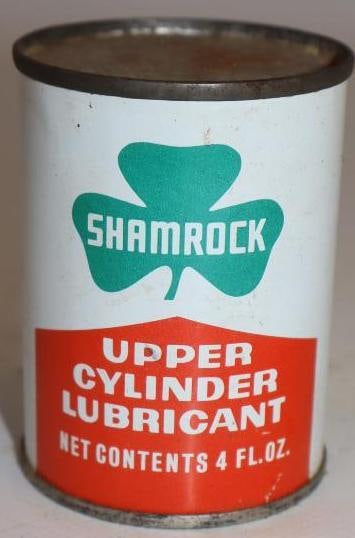 SHAMROCK
UPPER
CYLINDER
LUBRICANT
NET CONTENTS 4 FL.OZ.